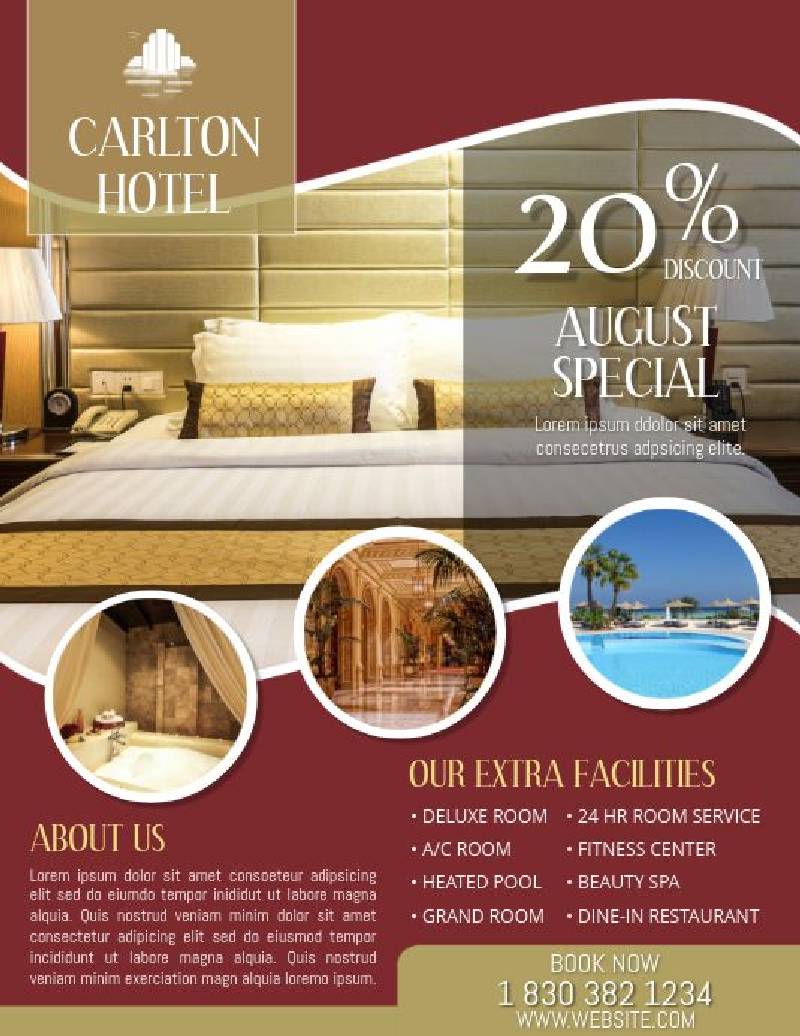 CARLTON
HOTEL
20%
DISCOUNT
AUGUST
SPECIAL
Lorem ipsum ddolor sit amet
consecetrus adpsicing elite.
OUR EXTRA FACILITIES
• DELUXE ROOM • 24 HR ROOM SERVICE
• A/C ROOM • FITNESS CENTER
• HEATED POOL • BEAUTY SPA
• GRAND ROOM • DINE-IN RESTAURANT
ABOUT US
Lorem ipsum dolor sit amet consoeteur adipsicing
elit sed do eiumdo tempor inididut ut labore magna
alquia. Quis nostrud veniam minim dolor sit amet
consectetur adipicing elit sed do eiusmod tempor
incididunt ut labore magna alquia. Quis nostrud
veniam minim exerciation magn alquia loremo ipsum.
BOOK NOW
1 830 382 1234
WWW.WEBSITE.COM